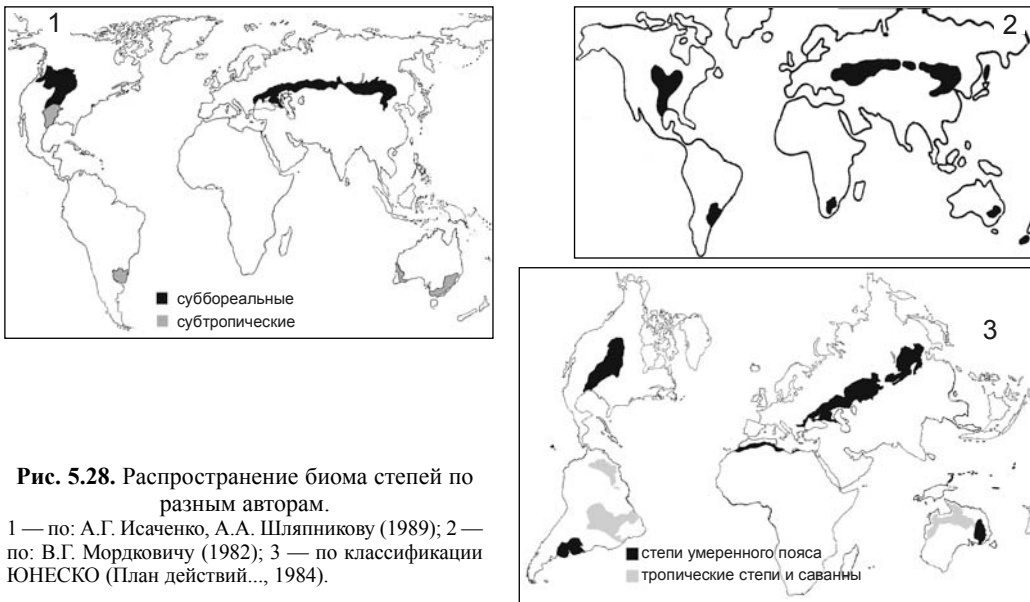 1
суббореальные
субтропические
2
3
степи умеренного пояса
тропические степи и саванны
Рис. 5.28. Распространение биома степей по
разным авторам.
1 — по: А.Г. Исаченко, А.А. Шляпникову (1989); 2 —
по: В.Г. Мордковичу (1982); 3 — по классификации
ЮНЕСКО (План действий..., 1984).